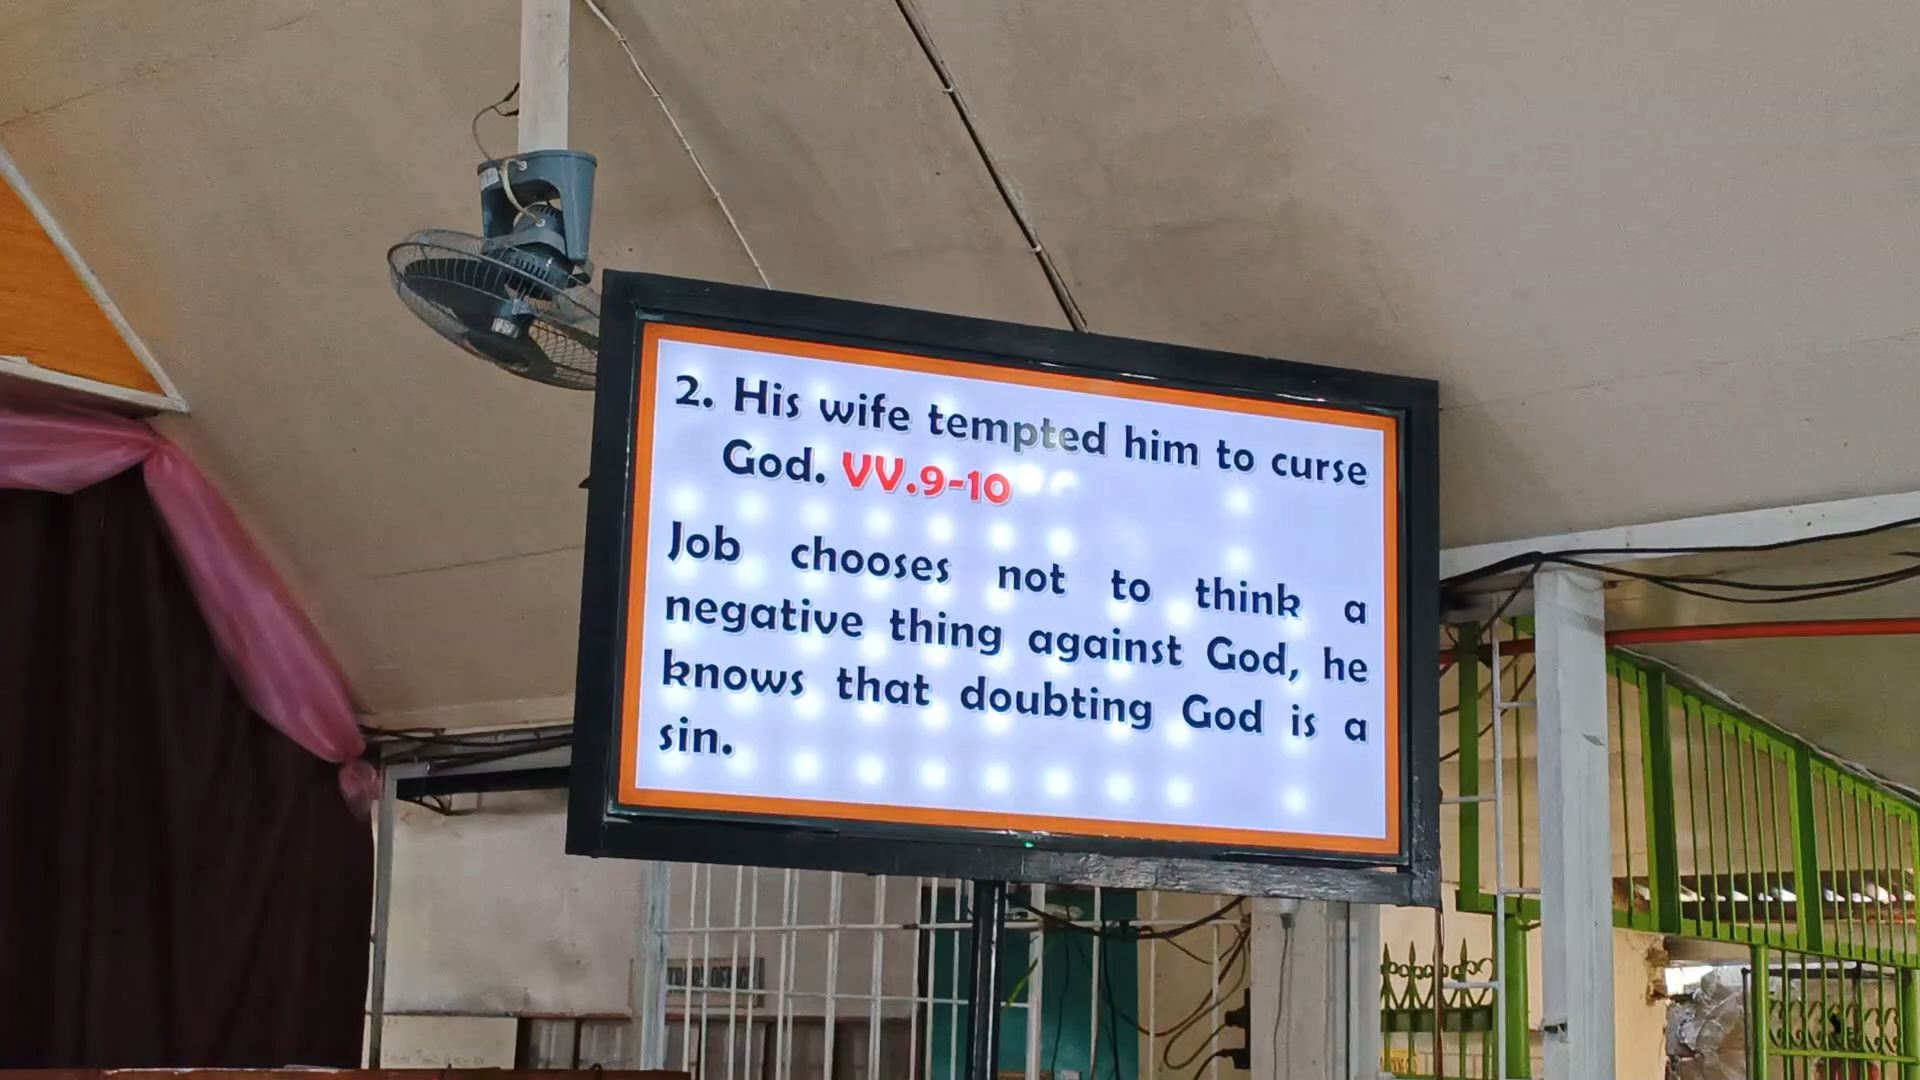 2. His wife tempted him to curse
God. VV.9-10
Job chooses not to think a
negative thing against God, he
knows that doubting God is a
sin.